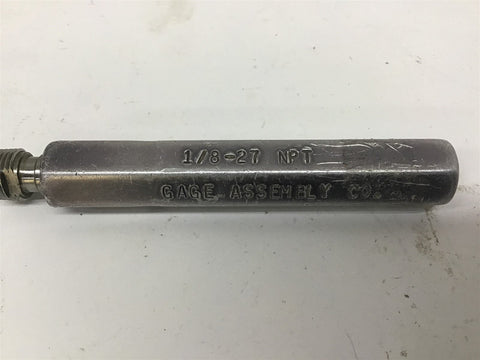 1/8-27 NPT
GAGE ASSEMBLY CO.